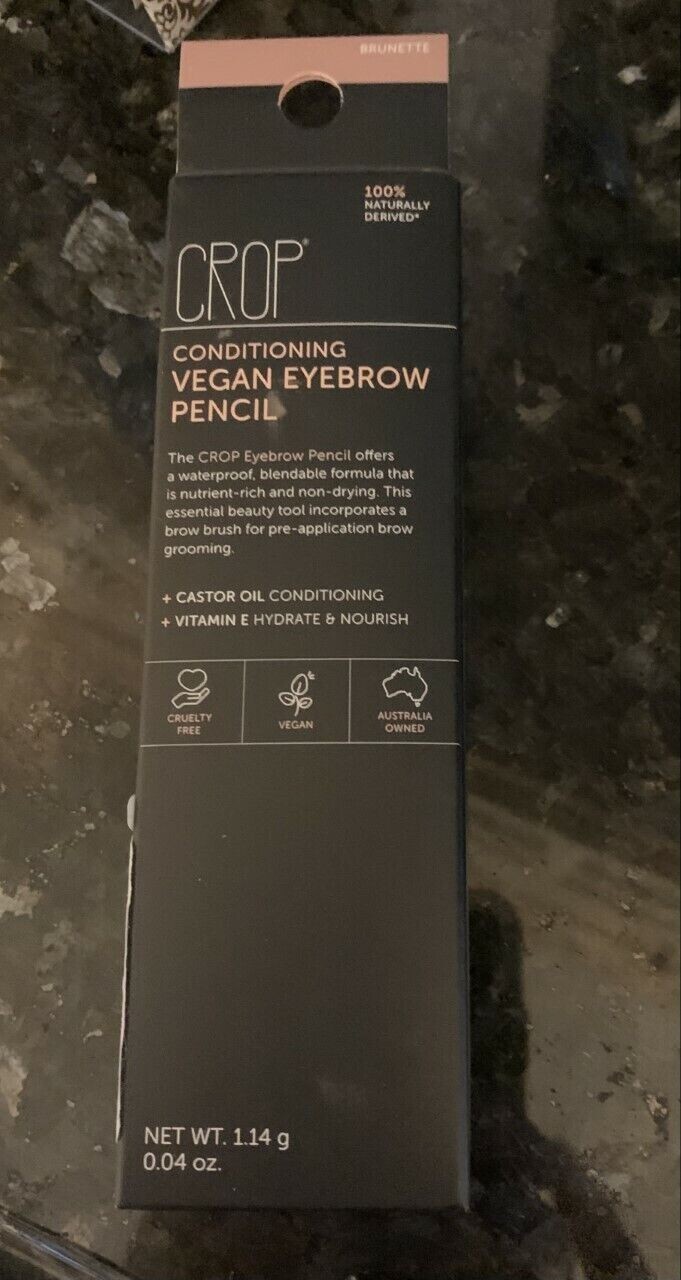 BRUNETTE
100%
NATURALLY
DERIVED*
CROP®
CONDITIONING
VEGAN EYEBROW
PENCIL
The CROP Eyebrow Pencil offers
a waterproof, blendable formula that
is nutrient-rich and non-drying. This
essential beauty tool incorporates a
brow brush for pre-application brow
grooming.
+ CASTOR OIL CONDITIONING
+ VITAMIN E HYDRATE & NOURISH
CRUELTY
FREE
VEGAN
AUSTRALIA
OWNED
NET WT. 1.14 g
0.04 oz.